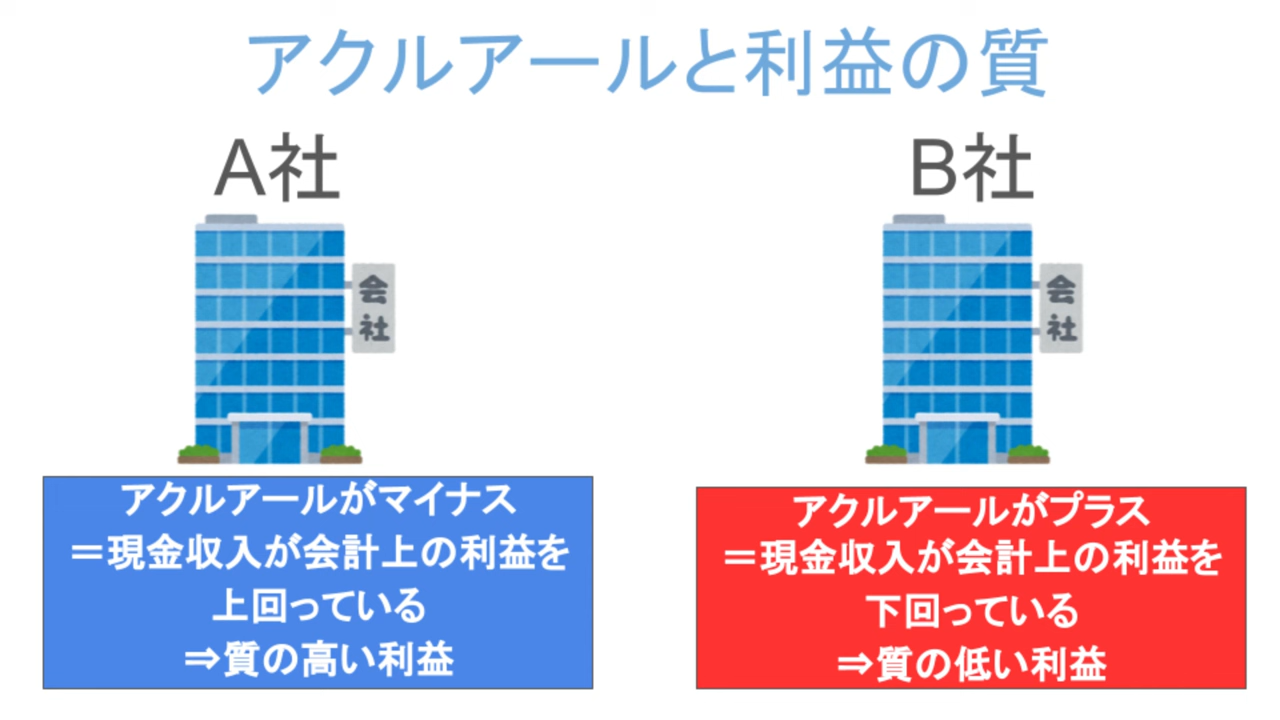 アクルアールと利益の質
A社
B社
会
社
会
社
アクルアールがマイナス
＝現金収入が会計上の利益を
上回っている
⇒質の高い利益
アクルアールがプラス
＝現金収入が会計上の利益を
下回っている
⇒質の低い利益